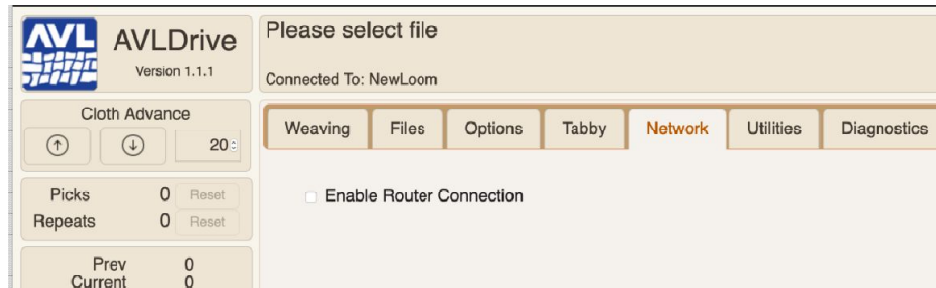 AVL
AVLDrive
Version 1.1.1
Please select file
Connected To: NewLoom
Cloth Advance
20
Picks 0 Reset
Repeats 0 Reset
Prev 0
Current 0
Weaving Files Options Tabby Network Utilities Diagnostics
Enable Router Connection